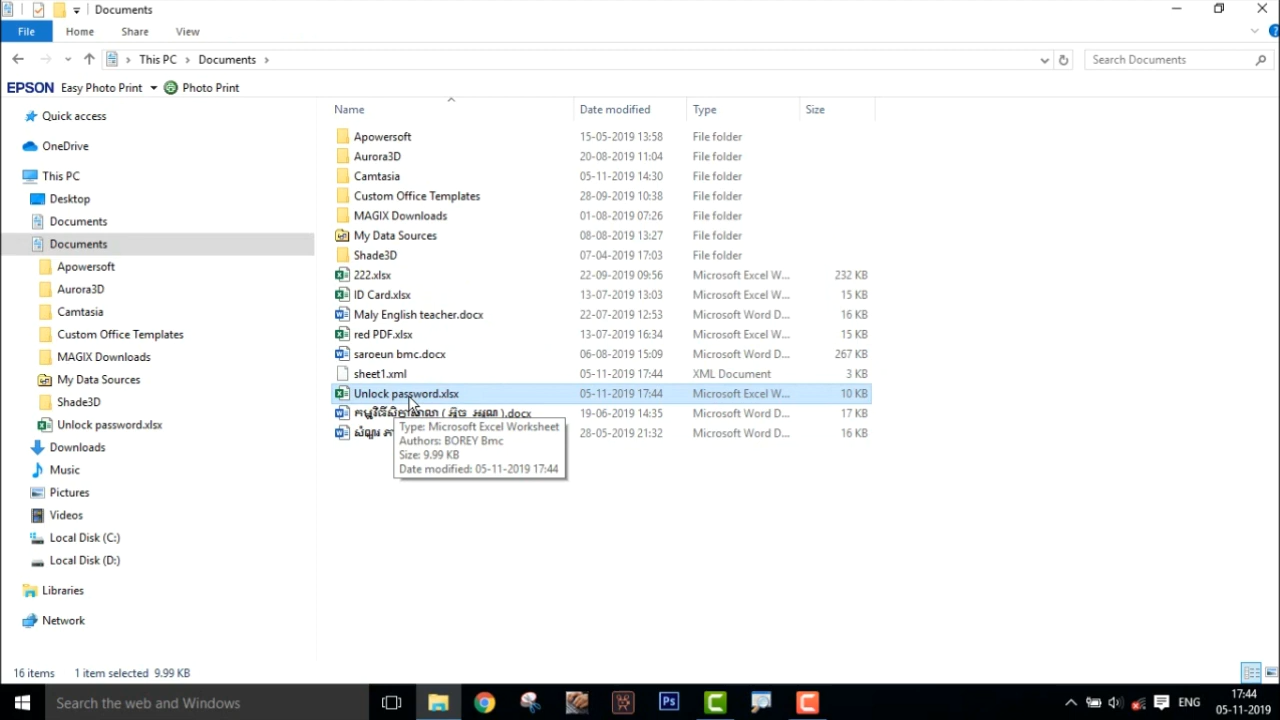 Documents
File Home Share View
This PC Documents Search Documents
EPSON Easy Photo Print Photo Print
Quick access
OneDrive
This PC
Desktop
Documents
Documents
Apowersoft
Aurora3D
Camtasia
Custom Office Templates
MAGIX Downloads
My Data Sources
Shade3D
Unlock password.xlsx
Downloads
Music
Pictures
Videos
Local Disk (C:)
Local Disk (D:)
Libraries
Network
Name Date modified Type Size
Apowersoft 15-05-2019 13:58 File folder
Aurora3D 20-08-2019 11:04 File folder
Camtasia 05-11-2019 14:30 File folder
Custom Office Templates 28-09-2019 10:38 File folder
MAGIX Downloads 01-08-2019 07:26 File folder
My Data Sources 08-08-2019 13:27 File folder
Shade3D 07-04-2019 17:03 File folder
222.xlsx 22-09-2019 09:56 Microsoft Excel W... 232 KB
ID Card.xlsx 13-07-2019 13:03 Microsoft Excel W... 15 KB
Maly English teacher.docx 22-07-2019 12:53 Microsoft Word D... 16 KB
red PDF.xlsx 13-07-2019 16:34 Microsoft Excel W... 15 KB
saroeun bmc.docx 06-08-2019 15:09 Microsoft Word D... 267 KB
sheet1.xml 05-11-2019 17:44 XML Document 3 KB
Unlock password.xlsx 05-11-2019 17:44 Microsoft Excel W... 10 KB
.docx 19-06-2019 14:35 Microsoft Word D... 17 KB
សំណួរ 28-05-2019 21:32 Microsoft Word D... 16 KB
Type: Microsoft Excel Worksheet
Authors: BOREY Bmc
Size: 9.99 KB
Date modified: 05-11-2019 17:44
16 items 1 item selected 9.99 KB
Search the web and Windows
Ps
ENG
17:44
05-11-2019